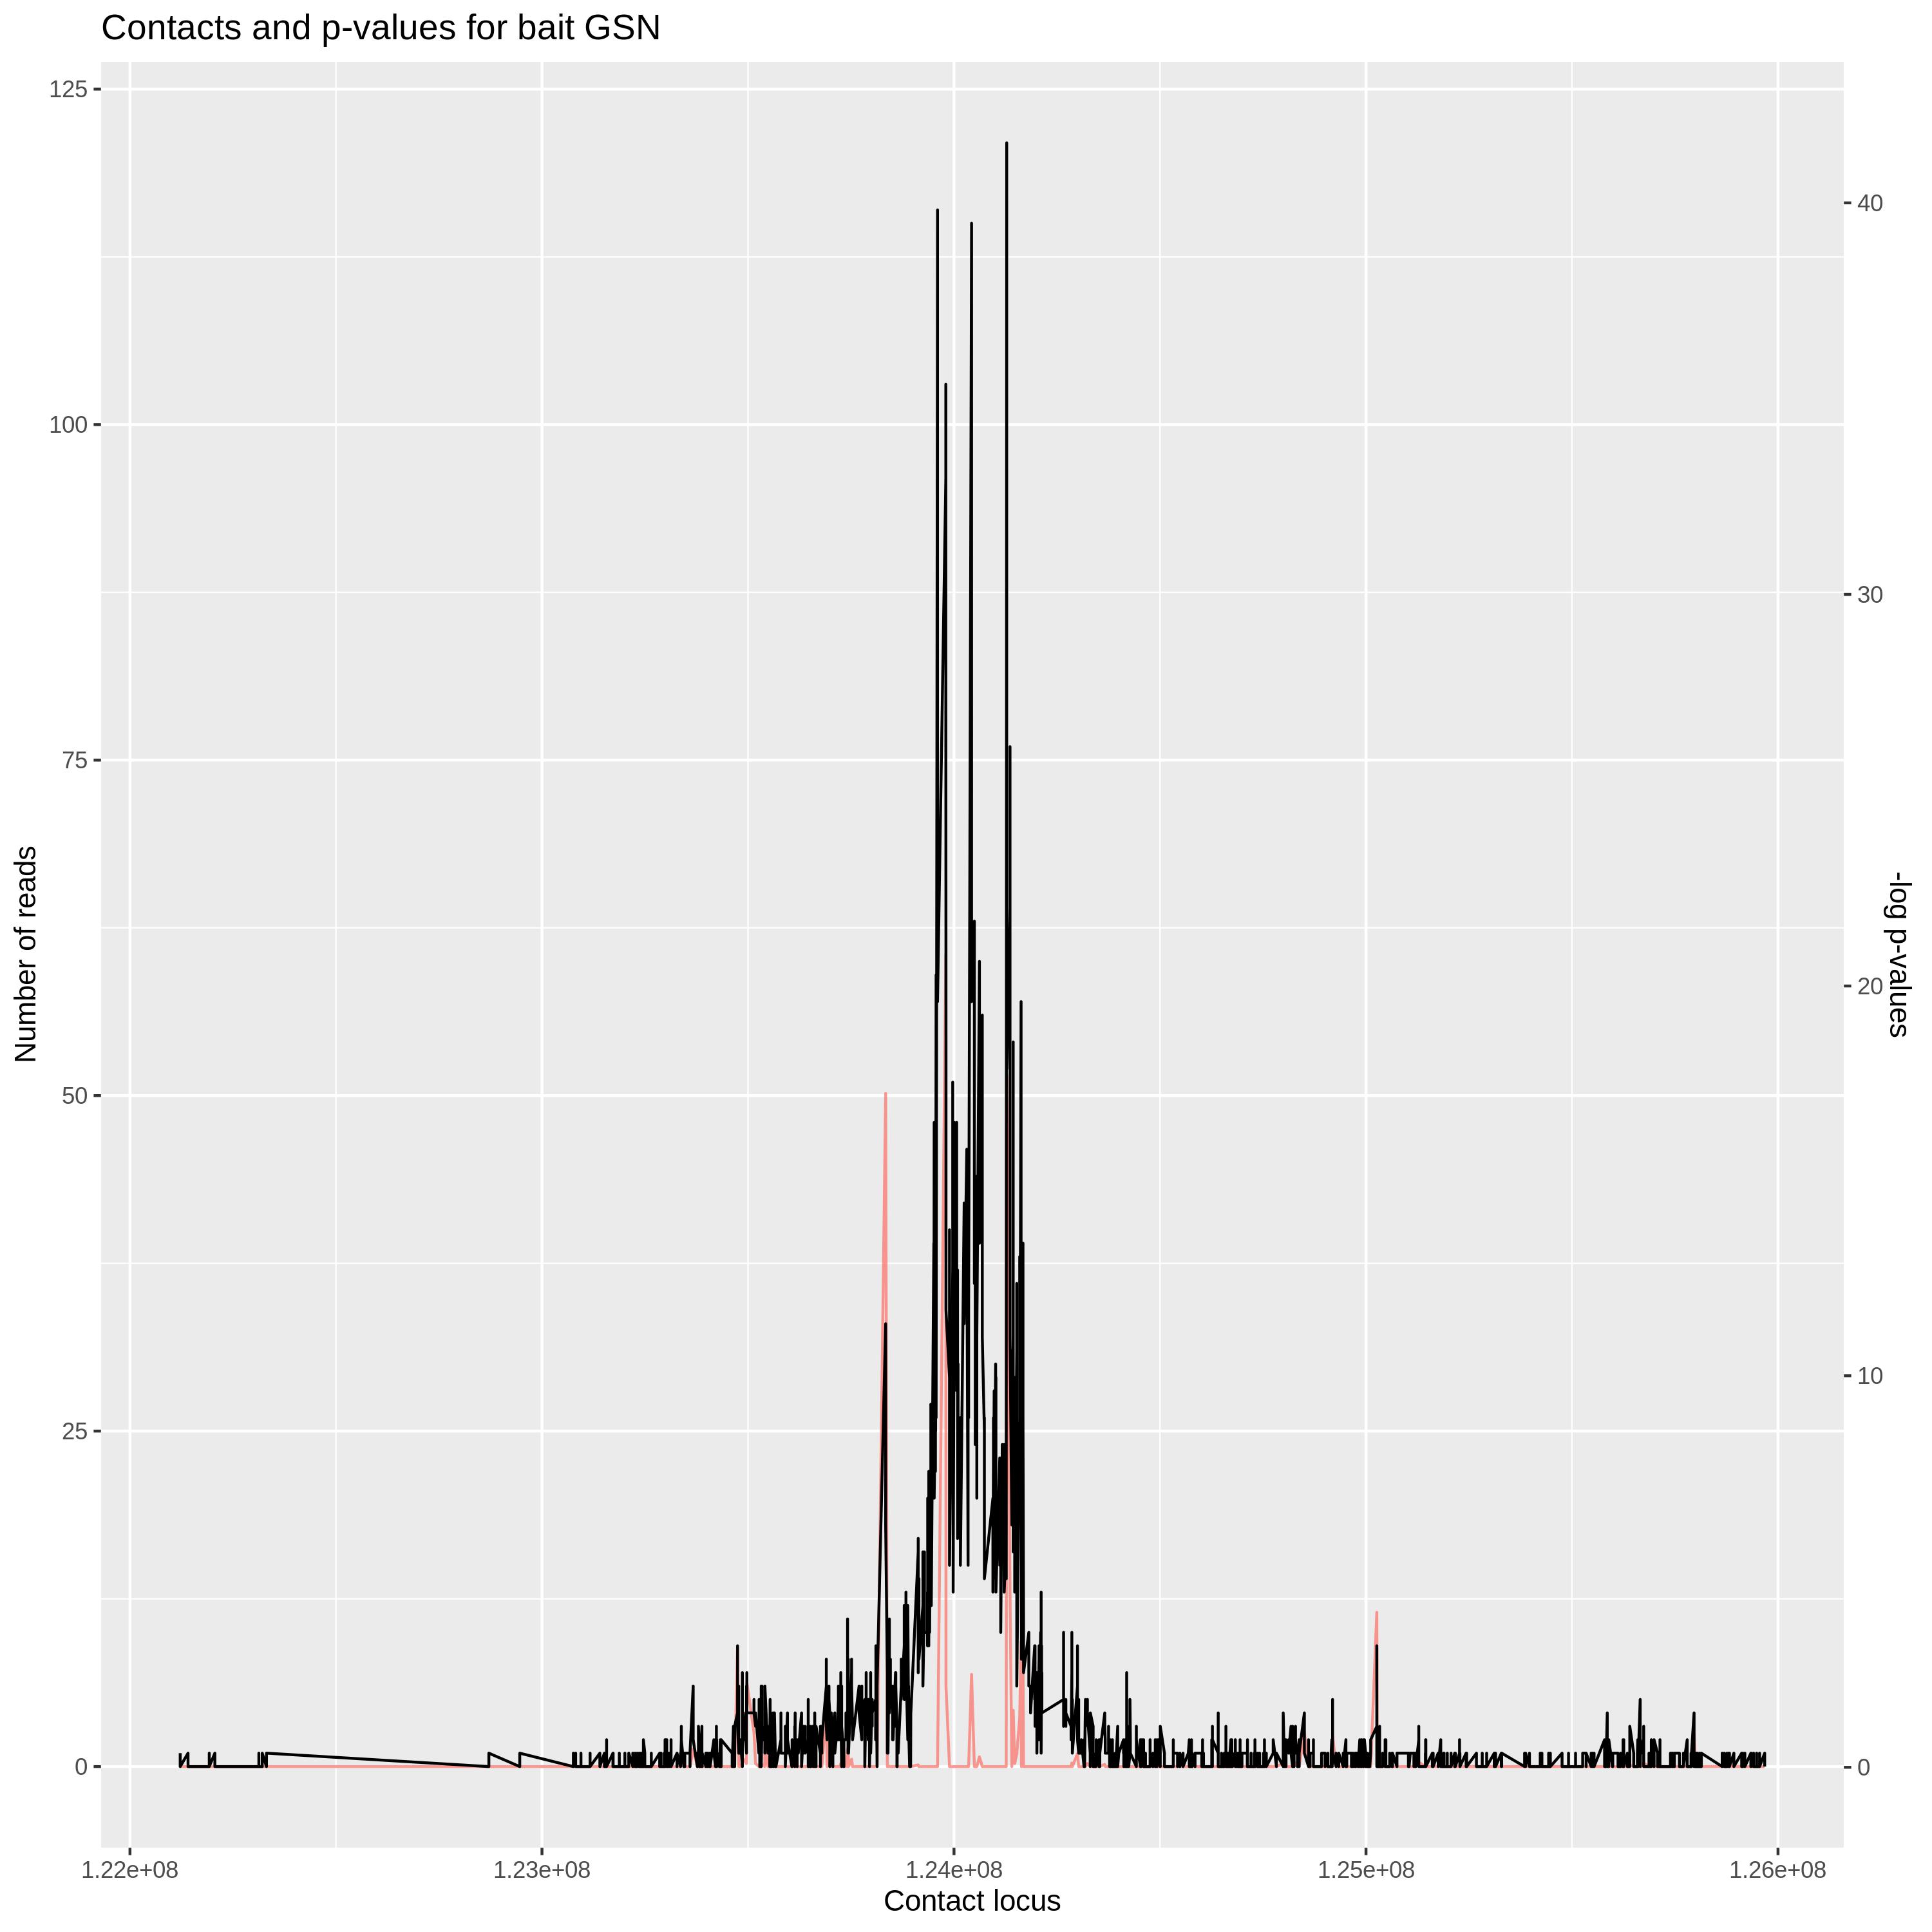 Contacts and p-values for bait GSN
125
100
75
50
25
0
Number of reads
40
30
20
10
0
-log p-values
1.22e+08 1.23e+08 1.24e+08 1.25e+08 1.26e+08
Contact locus